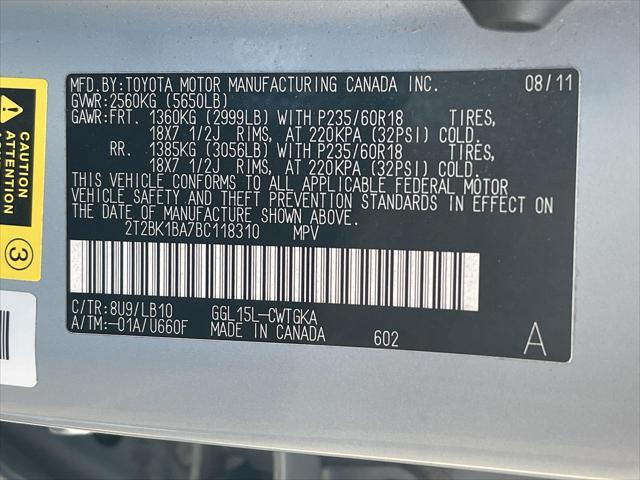 MFD.BY:TOYOTA MOTOR MANUFACTURING CANADA INC. 08/11
GVWR:2560KG (5650LB)
GAWR:FRT. 1360KG (2999LB) WITH P235/60R18 TIRES,
18X7 1/2J RIMS, AT 220KPA (32PSI) COLD.
RR. 1385KG (3056LB) WITH P235/60R18 TIRES,
18X7 1/2J RIMS, AT 220KPA (32PSI) COLD.
THIS VEHICLE CONFORMS TO ALL APPLICABLE FEDERAL MOTOR
VEHICLE SAFETY AND THEFT PREVENTION STANDARDS IN EFFECT ON
THE DATE OF MANUFACTURE SHOWN ABOVE.
2T2BK1BA7BC118310 MPV
C/TR:8U9/LB10 GGL15L-CWTGKA
A/TM:-01A/U660F MADE IN CANADA 602 A
3